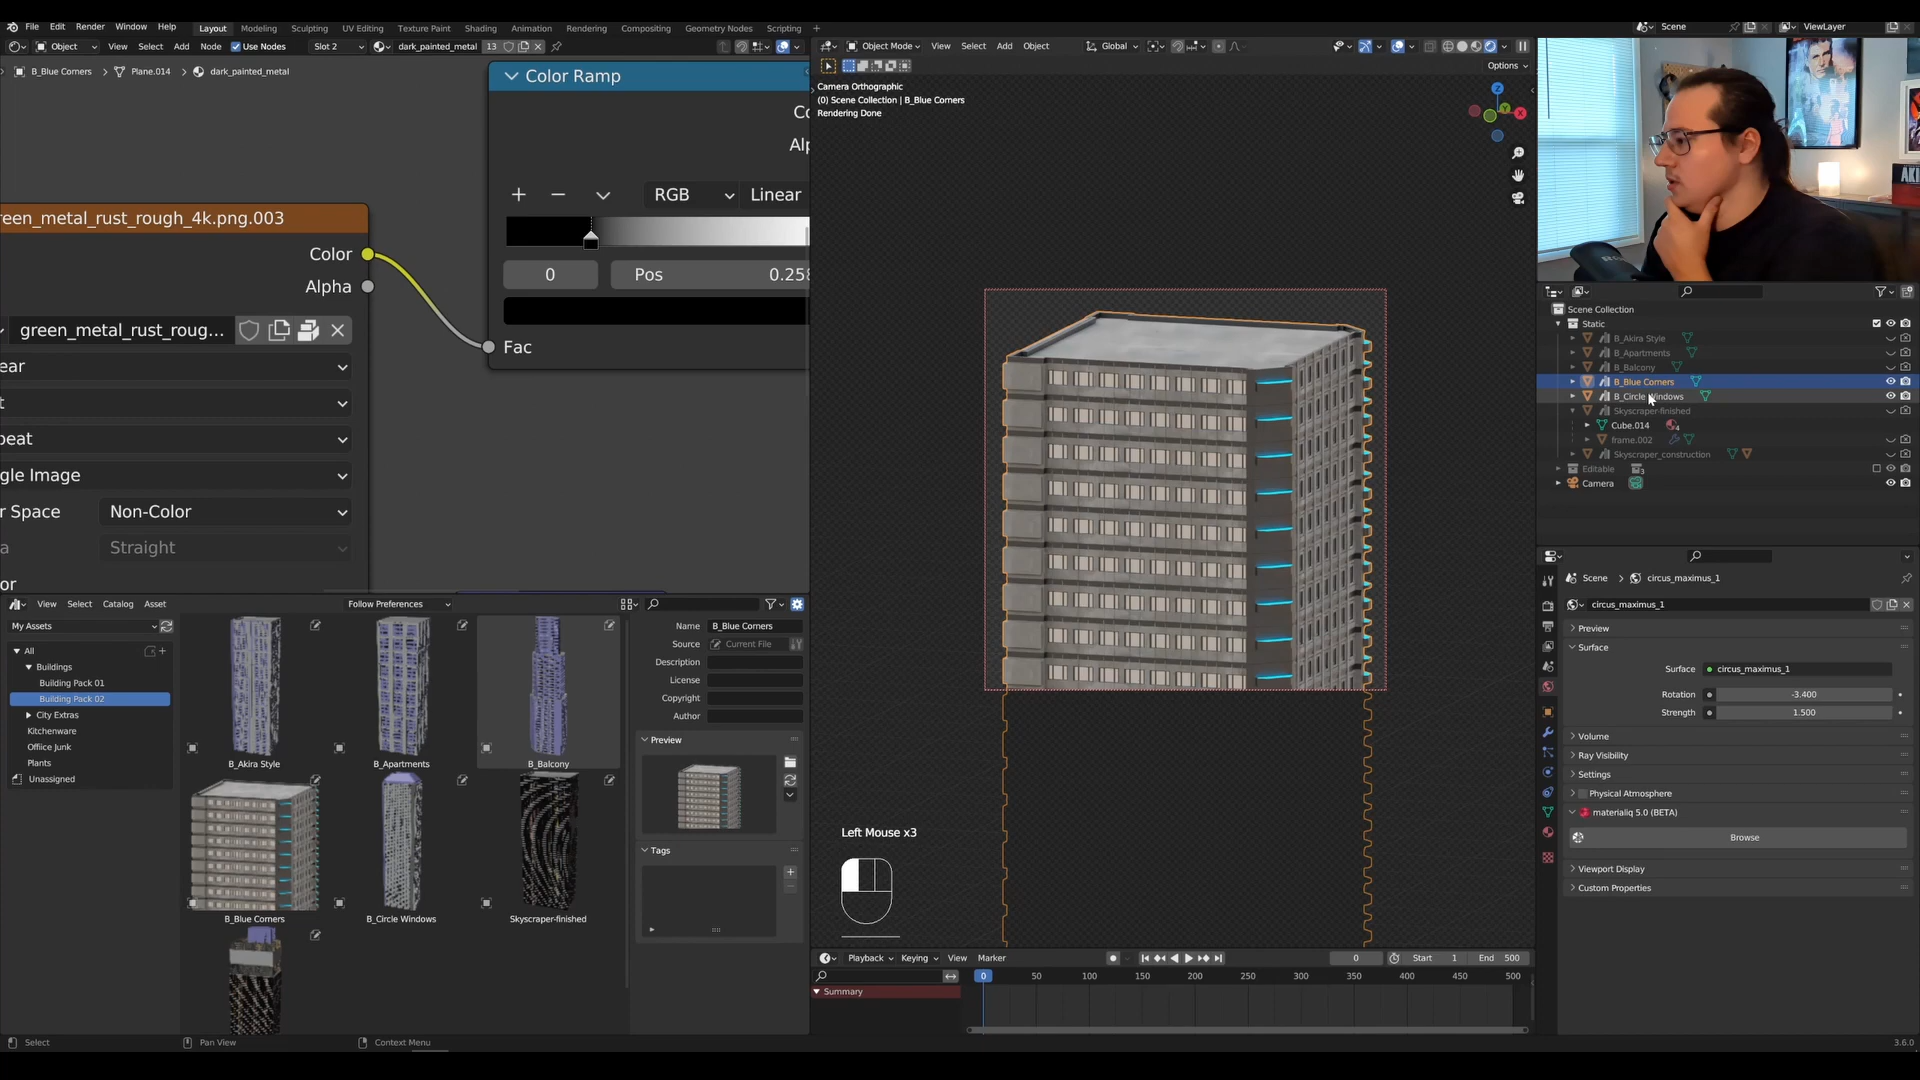 File Edit Render Window Help Layout Modeling Sculpting UV Editing Texture Paint Shading Animation Rendering Compositing Geometry Nodes Scripting + Scene ViewLayer
Object View Select Add Node Use Nodes Slot 2 dark_painted_metal 13
Object Mode View Select Add Object Global
B_Blue Corners > Plane.014 > dark_painted_metal
Options
Color Ramp
Camera Orthographic
(0) Scene Collection | B_Blue Corners
Rendering Done
RGB Linear
reen_metal_rust_rough_4k.png.003
Color
Alpha
0 Pos 0.258
green_metal_rust_roug...
Fac
ear
t
peat
gle Image
r Space Non-Color
a Straight
or
Scene Collection
Static
B_Akira Style
B_Apartments
B_Balcony
B_Blue Corners
B_Circle Windows
Skyscraper-finished
Cube.014 4
frame.002
Skyscraper_construction
Editable 3
Camera
View Select Catalog Asset Follow Preferences
My Assets
All
Buildings
Building Pack 01
Building Pack 02
City Extras
Kitchenware
Office Junk
Plants
Unassigned
B_Akira Style B_Apartments B_Balcony
B_Blue Corners B_Circle Windows Skyscraper-finished
Name B_Blue Corners
Source Current File
Description
License
Copyright
Author
Preview
Tags
Left Mouse x3
Playback Keying View Marker 0 Start 1 End 500
0 50 100 150 200 250 300 350 400 450 500
Summary
Scene > circus_maximus_1
circus_maximus_1
Preview
Surface
Surface circus_maximus_1
Rotation -3.400
Strength 1.500
Volume
Ray Visibility
Settings
Physical Atmosphere
materialiq 5.0 (BETA)
Browse
Viewport Display
Custom Properties
Select Pan View Context Menu 3.6.0